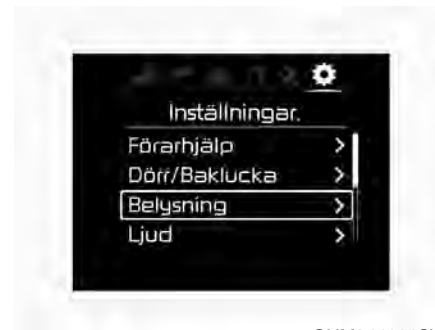 Inställningar.
Förarhjälp
Dörr/Baklucka
Belysning
Ljud